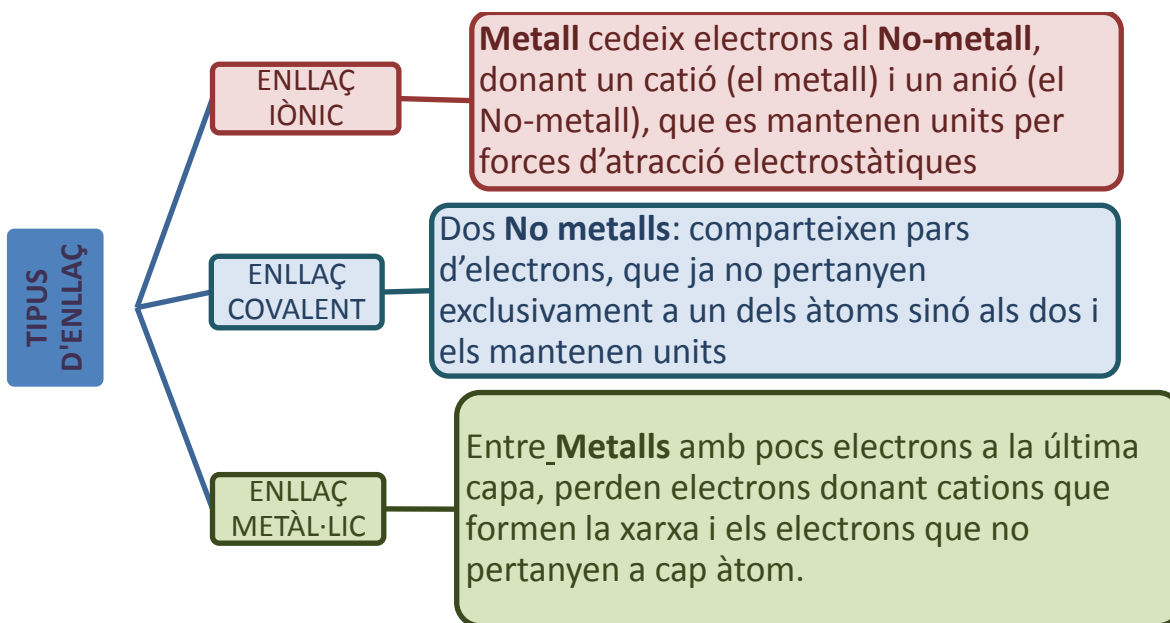 TIPUS
D'ENLLAÇ
ENLLAÇ
IÒNIC
Metall cedeix electrons al No-metall,
donant un catió (el metall) i un anió (el
No-metall), que es mantenen units per
forces d’atracció electrostàtiques
ENLLAÇ
COVALENT
Dos No metalls: comparteixen pars
d’electrons, que ja no pertanyen
exclusivament a un dels àtoms sinó als dos i
els mantenen units
ENLLAÇ
METÀL·LIC
Entre Metalls amb pocs electrons a la última
capa, perden electrons donant cations que
formen la xarxa i els electrons que no
pertanyen a cap àtom.